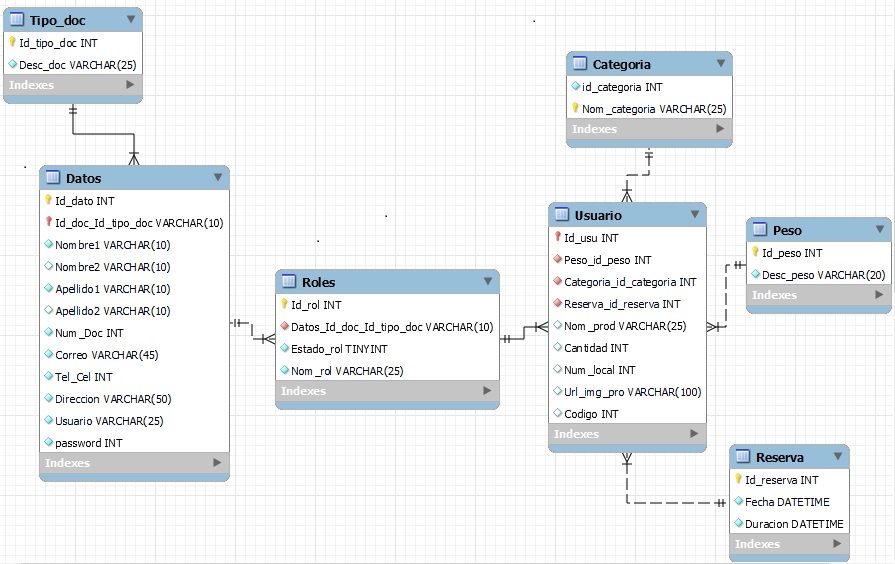 Tipo_doc
Id_tipo_doc INT
Desc_doc VARCHAR(25)
Indexes
Categoria
id_categoria INT
Nom_categoria VARCHAR(25)
Indexes
Datos
Id_dato INT
Id_doc_Id_tipo_doc VARCHAR(10)
Nombre1 VARCHAR(10)
Nombre2 VARCHAR(10)
Apellido1 VARCHAR(10)
Apellido2 VARCHAR(10)
Num_Doc INT
Correo VARCHAR(45)
Tel_Cel INT
Direccion VARCHAR(50)
Usuario VARCHAR(25)
password INT
Indexes
Roles
Id_rol INT
Datos_Id_doc_Id_tipo_doc VARCHAR(10)
Estado_rol TINYINT
Nom_rol VARCHAR(25)
Indexes
Usuario
Id_usu INT
Peso_id_peso INT
Categoria_id_categoria INT
Reserva_id_reserva INT
Nom_prod VARCHAR(25)
Cantidad INT
Num_local INT
Url_img_pro VARCHAR(100)
Codigo INT
Indexes
Peso
Id_peso INT
Desc_peso VARCHAR(20)
Indexes
Reserva
Id_reserva INT
Fecha DATETIME
Duracion DATETIME
Indexes